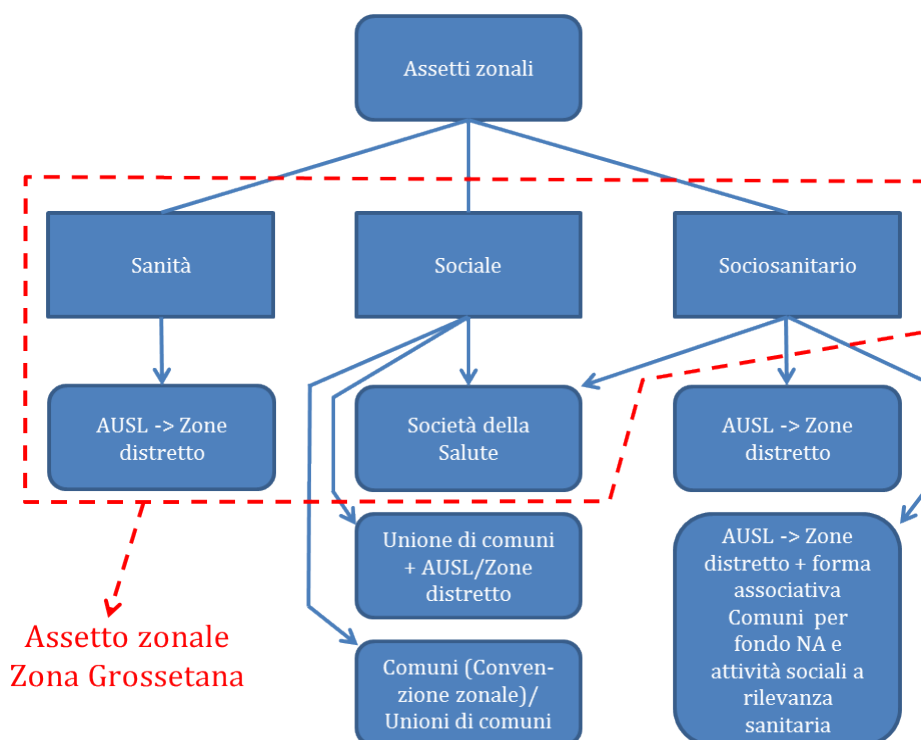 Assetti zonali
Sanità
Sociale
Sociosanitario
AUSL -> Zone
distretto
Società della
Salute
AUSL -> Zone
distretto
Unione di comuni
+ AUSL/Zone
distretto
AUSL -> Zone
distretto + forma
associativa
Comuni per
fondo NA e
attività sociali a
rilevanza
sanitaria
Assetto zonale
Zona Grossetana
Comuni (Conven-
zione zonale)/
Unioni di comuni